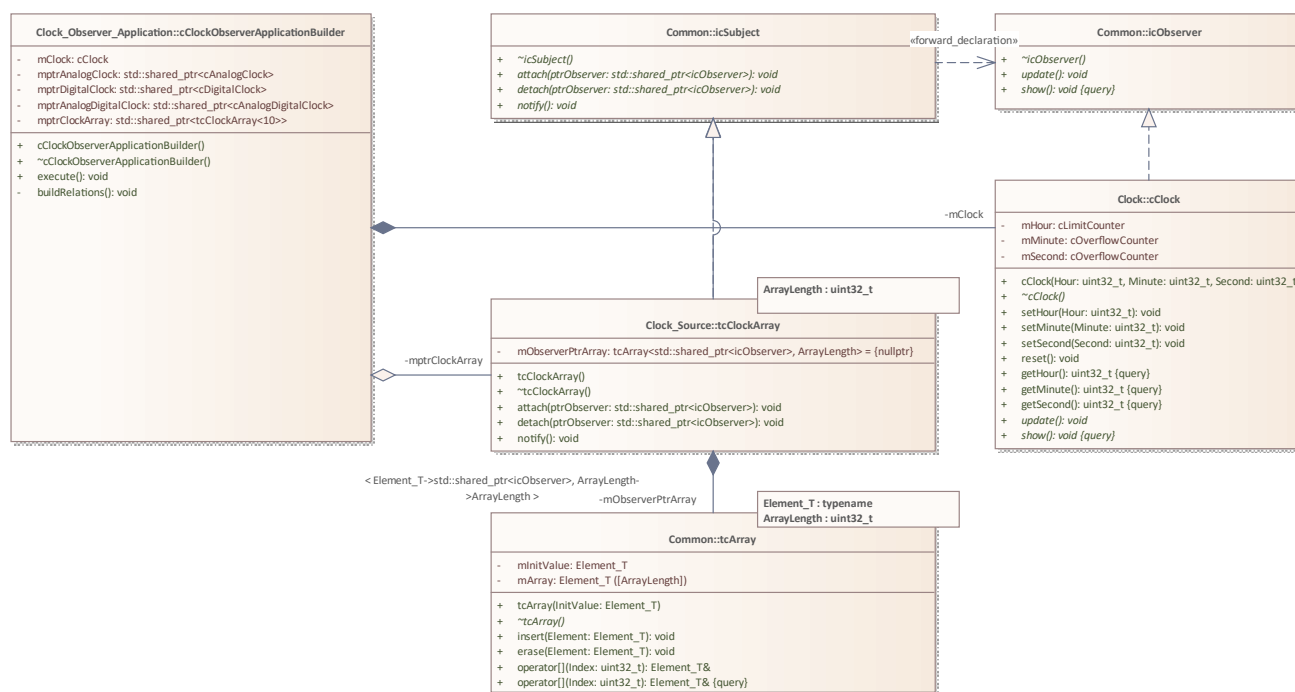 Clock_Observer_Application::cClockObserverApplicationBuilder
- mClock: cClock
- mptrAnalogClock: std::shared_ptr<cAnalogClock>
- mptrDigitalClock: std::shared_ptr<cDigitalClock>
- mptrAnalogDigitalClock: std::shared_ptr<cAnalogDigitalClock>
- mptrClockArray: std::shared_ptr<tcClockArray<10>>
+ cClockObserverApplicationBuilder()
+ ~cClockObserverApplicationBuilder()
+ execute(): void
- buildRelations(): void
Common::icSubject
+ ~icSubject()
+ attach(ptrObserver: std::shared_ptr<icObserver>): void
+ detach(ptrObserver: std::shared_ptr<icObserver>): void
+ notify(): void
«forward_declaration»
Common::icObserver
+ ~icObserver()
+ update(): void
+ show(): void {query}
-mClock
Clock::cClock
- mHour: cLimitCounter
- mMinute: cOverflowCounter
- mSecond: cOverflowCounter
+ cClock(Hour: uint32_t, Minute: uint32_t, Second: uint32_t
+ ~cClock()
+ setHour(Hour: uint32_t): void
+ setMinute(Minute: uint32_t): void
+ setSecond(Second: uint32_t): void
+ reset(): void
+ getHour(): uint32_t {query}
+ getMinute(): uint32_t {query}
+ getSecond(): uint32_t {query}
+ update(): void
+ show(): void {query}
ArrayLength : uint32_t
Clock_Source::tcClockArray
- mObserverPtrArray: tcArray<std::shared_ptr<icObserver>, ArrayLength> = {nullptr}
+ tcClockArray()
+ ~tcClockArray()
+ attach(ptrObserver: std::shared_ptr<icObserver>): void
+ detach(ptrObserver: std::shared_ptr<icObserver>): void
+ notify(): void
-mptrClockArray
< Element_T->std::shared_ptr<icObserver>, ArrayLength-
>ArrayLength >
-mObserverPtrArray
Element_T : typename
ArrayLength : uint32_t
Common::tcArray
- mInitValue: Element_T
- mArray: Element_T ([ArrayLength])
+ tcArray(InitValue: Element_T)
+ ~tcArray()
+ insert(Element: Element_T): void
+ erase(Element: Element_T): void
+ operator[](Index: uint32_t): Element_T&
+ operator[](Index: uint32_t): Element_T& {query}